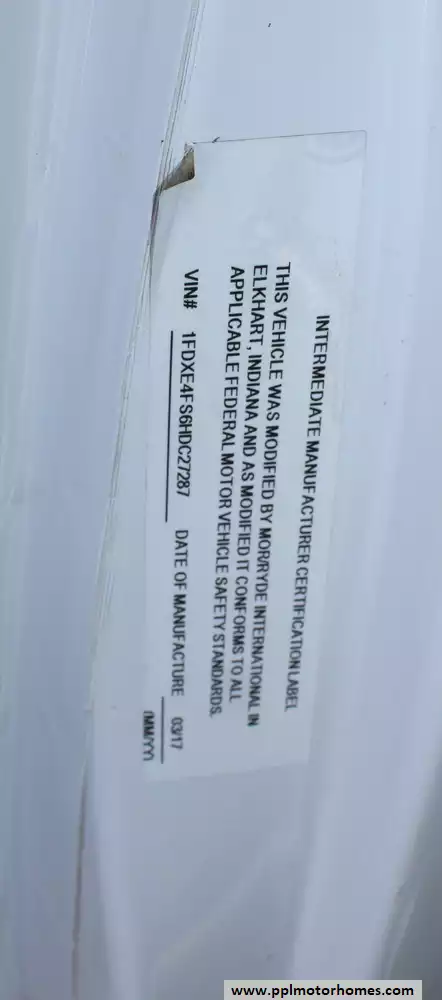 INTERMEDIATE MANUFACTURER CERTIFICATION LABEL
THIS VEHICLE WAS MODIFIED BY MOR/RYDE INTERNATIONAL IN
ELKHART, INDIANA AND AS MODIFIED IT CONFORMS TO ALL
APPLICABLE FEDERAL MOTOR VEHICLE SAFETY STANDARDS.
VIN# 1FDXE4FS6HDC27287 DATE OF MANUFACTURE 03/17
(MM/YY)
www.pplmotorhomes.com